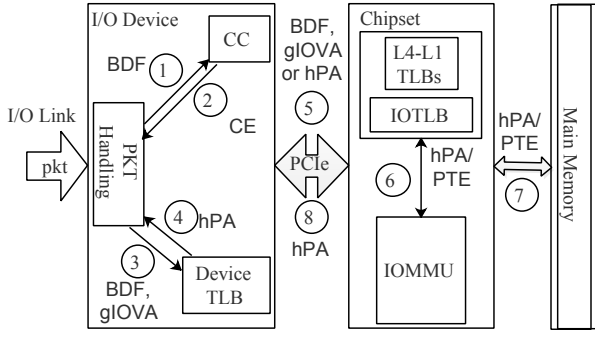 I/O Device
CC
BDF
1
2
CE
I/O Link
pkt
PKT
Handling
4
hPA
3
BDF,
gIOVA
Device
TLB
BDF,
gIOVA
or hPA
5
PCIe
8
hPA
Chipset
L4-L1
TLBs
IOTLB
hPA/
PTE
6
IOMMU
hPA/
PTE
7
Main Memory